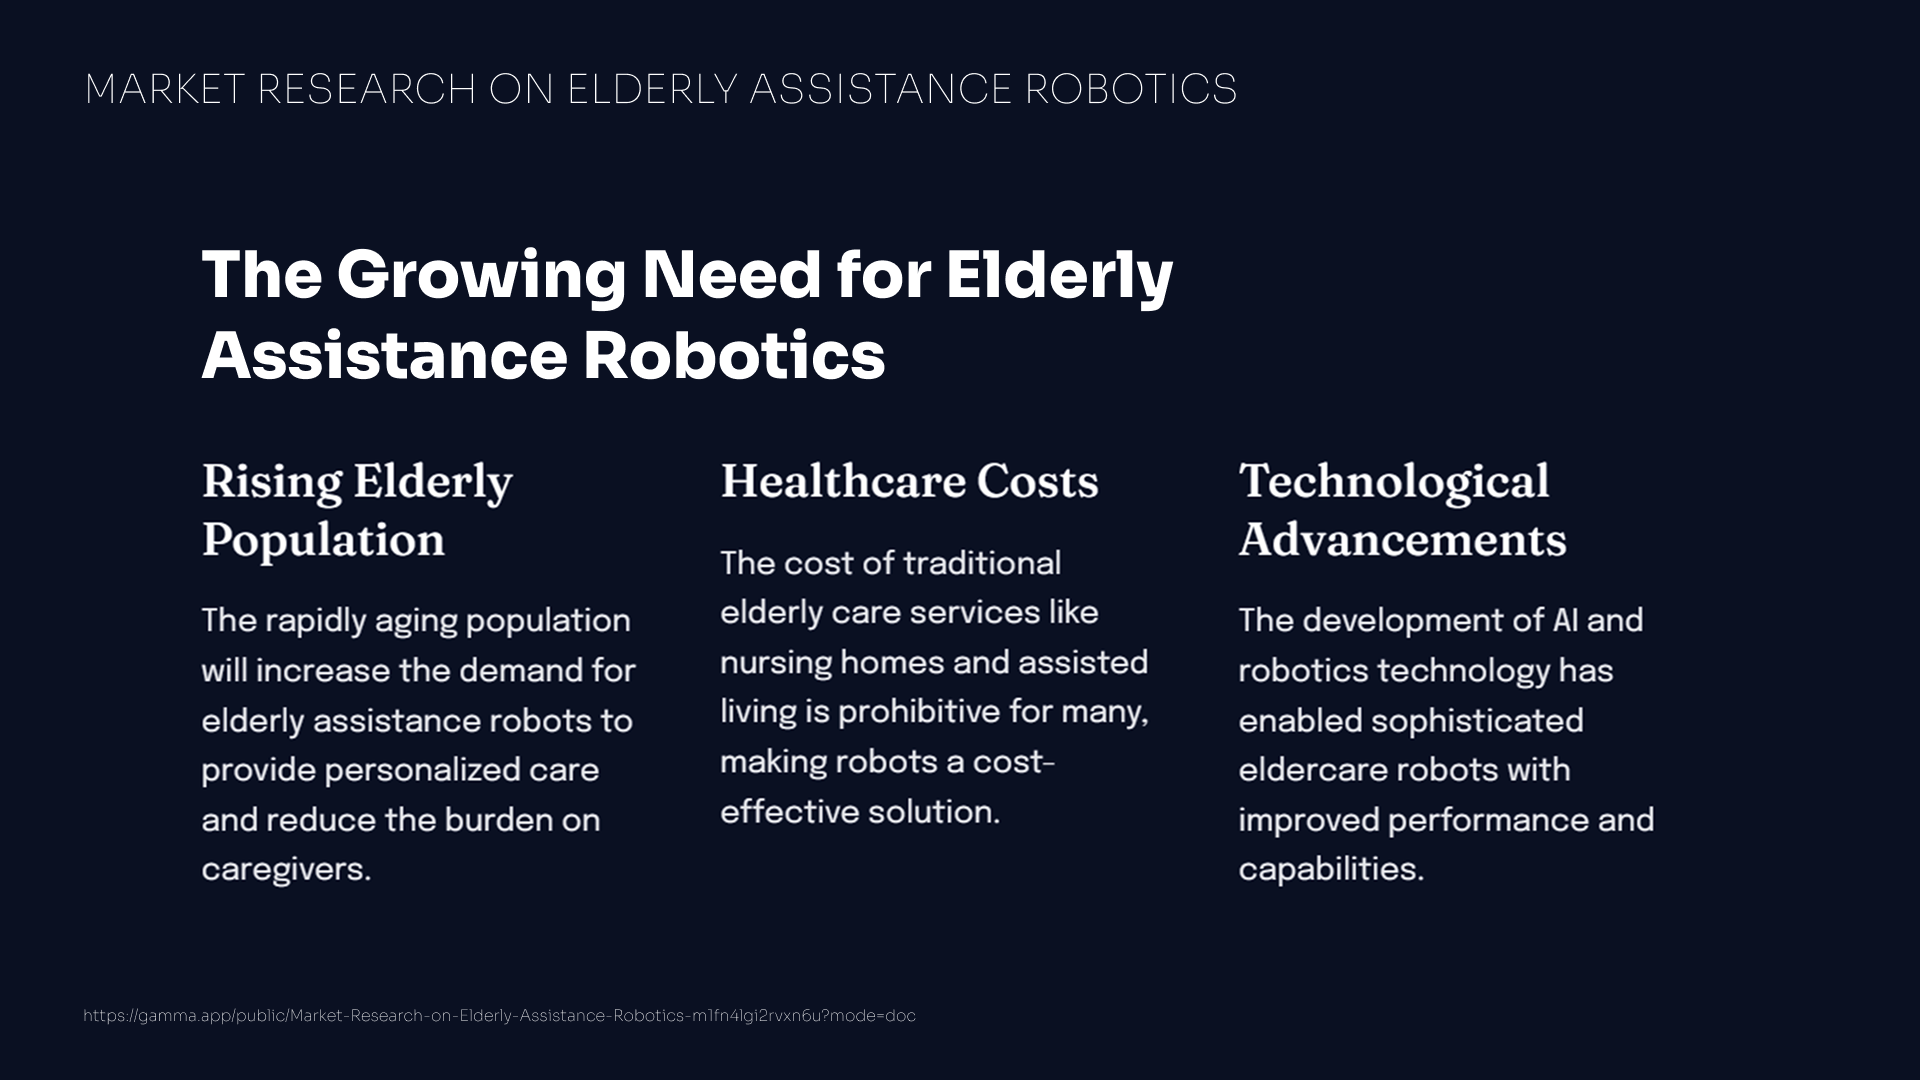 MARKET RESEARCH ON ELDERLY ASSISTANCE ROBOTICS
The Growing Need for Elderly
Assistance Robotics
Rising Elderly
Population
The rapidly aging population
will increase the demand for
elderly assistance robots to
provide personalized care
and reduce the burden on
caregivers.
Healthcare Costs
The cost of traditional
elderly care services like
nursing homes and assisted
living is prohibitive for many,
making robots a cost-
effective solution.
Technological
Advancements
The development of AI and
robotics technology has
enabled sophisticated
eldercare robots with
improved performance and
capabilities.
https://gamma.app/public/Market-Research-on-Elderly-Assistance-Robotics-m1fn4lgi2rvxn6u?mode=doc